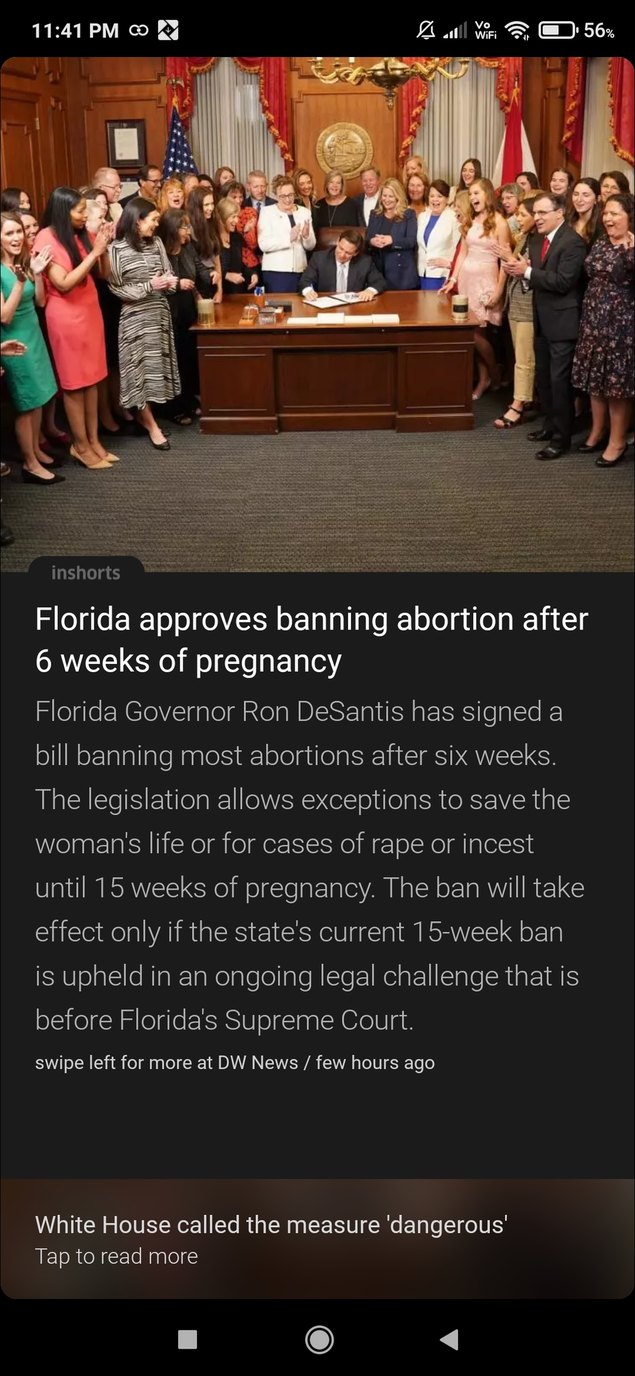 11:41 PM
Vo
WiFi
56%
inshorts
Florida approves banning abortion after
6 weeks of pregnancy
Florida Governor Ron DeSantis has signed a
bill banning most abortions after six weeks.
The legislation allows exceptions to save the
woman's life or for cases of rape or incest
until 15 weeks of pregnancy. The ban will take
effect only if the state's current 15-week ban
is upheld in an ongoing legal challenge that is
before Florida's Supreme Court.
swipe left for more at DW News / few hours ago
White House called the measure 'dangerous'
Tap to read more